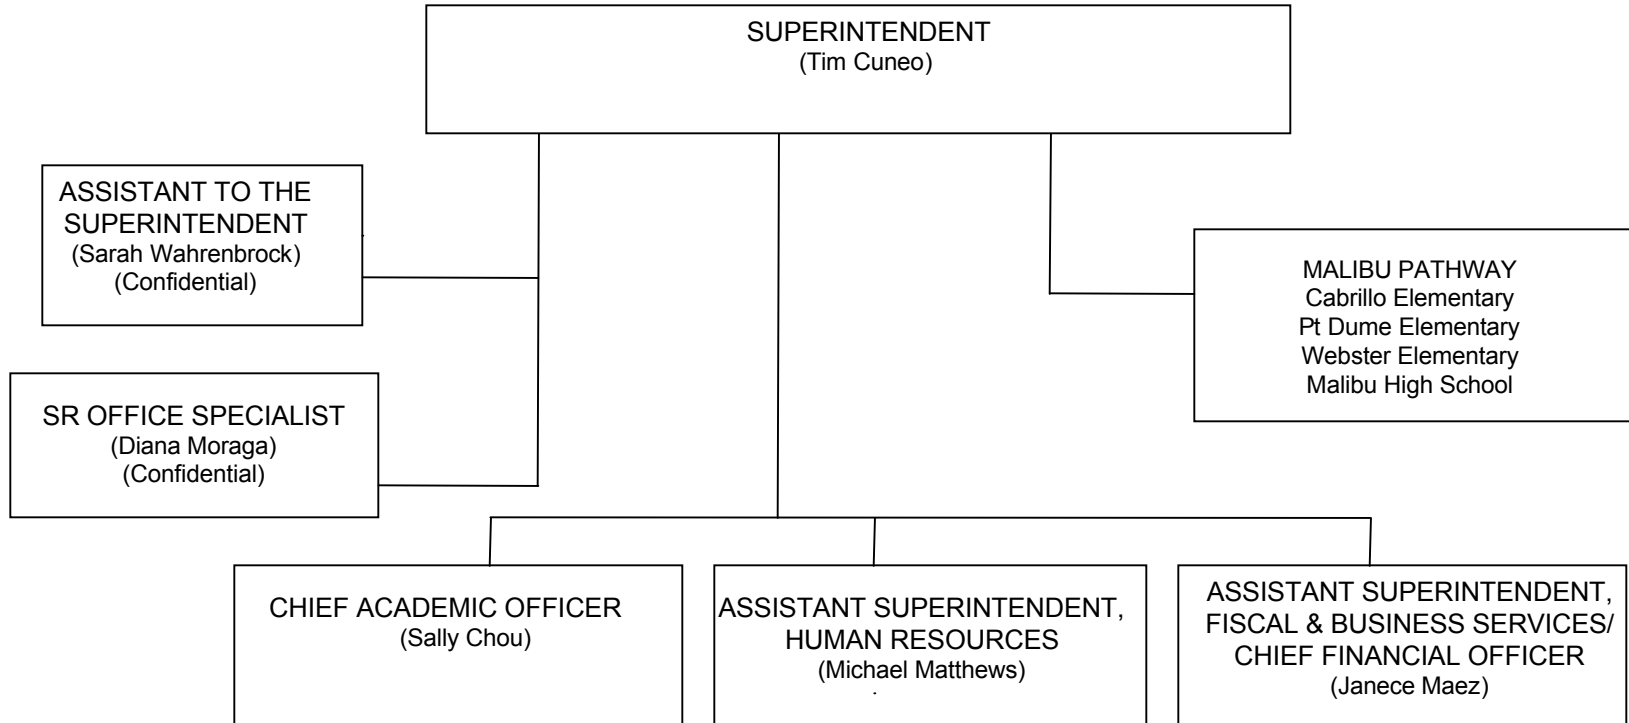 SUPERINTENDENT
(Tim Cuneo)
ASSISTANT TO THE
SUPERINTENDENT
(Sarah Wahrenbrock)
(Confidential)
MALIBU PATHWAY
Cabrillo Elementary
Pt Dume Elementary
Webster Elementary
Malibu High School
SR OFFICE SPECIALIST
(Diana Moraga)
(Confidential)
CHIEF ACADEMIC OFFICER
(Sally Chou)
ASSISTANT SUPERINTENDENT,
HUMAN RESOURCES
(Michael Matthews)
ASSISTANT SUPERINTENDENT,
FISCAL & BUSINESS SERVICES/
CHIEF FINANCIAL OFFICER
(Janece Maez)